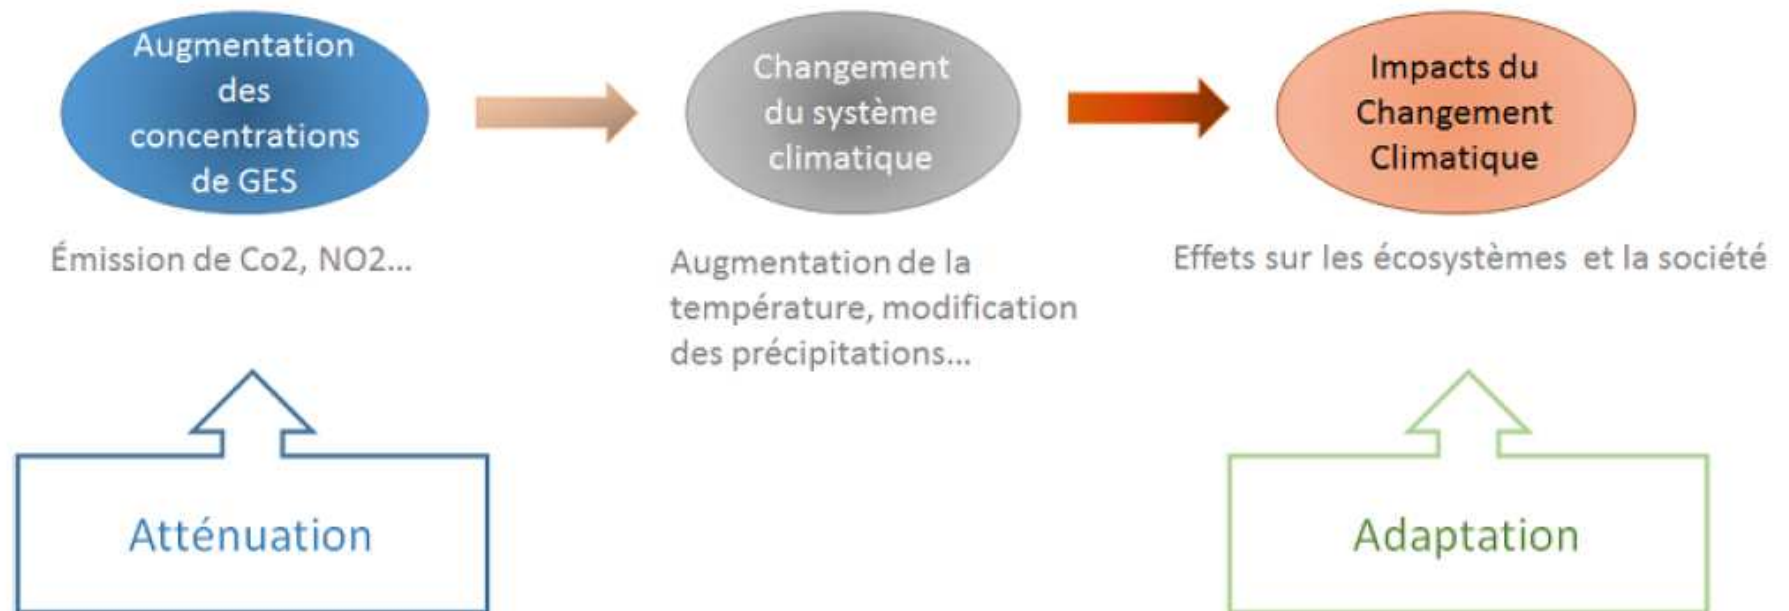 Augmentation
des
concentrations
de GES
Changement
du système
climatique
Impacts du
Changement
Climatique
Émission de Co2, NO2...
Augmentation de la
température, modification
des précipitations...
Effets sur les écosystèmes et la société
Atténuation
Adaptation